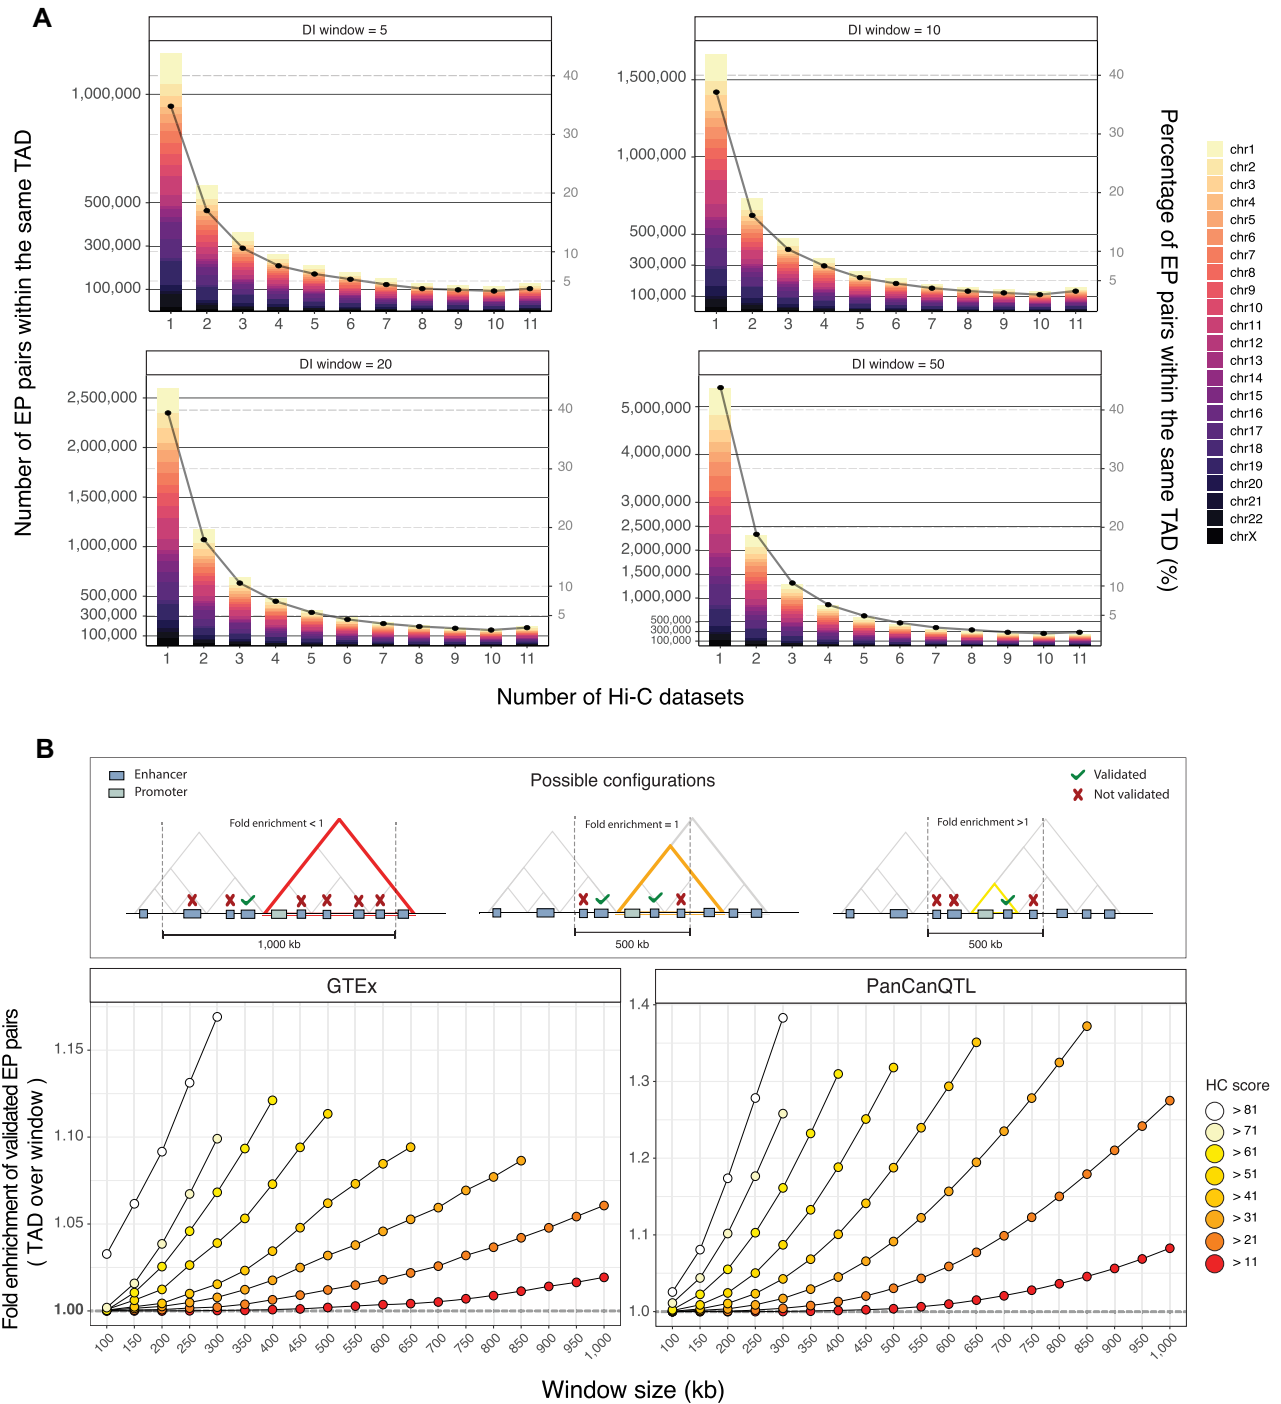 A
Number of EP pairs within the same TAD
Percentage of EP pairs within the same TAD (%)
DI window = 5
1,000,000
500,000
300,000
100,000
40
30
20
10
5
1 2 3 4 5 6 7 8 9 10 11
DI window = 10
1,500,000
1,000,000
500,000
300,000
100,000
40
30
20
10
5
1 2 3 4 5 6 7 8 9 10 11
DI window = 20
2,500,000
2,000,000
1,500,000
1,000,000
500,000
300,000
100,000
40
30
20
10
5
1 2 3 4 5 6 7 8 9 10 11
DI window = 50
5,000,000
4,000,000
3,000,000
2,500,000
2,000,000
1,500,000
1,000,000
500,000
300,000
00,000
40
30
20
10
5
1 2 3 4 5 6 7 8 9 10 11
Number of Hi-C datasets
chr1
chr2
chr3
chr4
chr5
chr6
chr7
chr8
chr9
chr10
chr11
chr12
chr13
chr14
chr15
chr16
chr17
chr18
chr19
chr20
chr21
chr22
chrX
B
Enhancer
Promoter
Possible configurations
Validated
Not validated
Fold enrichment < 1
1,000 kb
Fold enrichment = 1
500 kb
Fold enrichment >1
500 kb
Fold enrichment of validated EP pairs
( TAD over window )
GTEx
1.15
1.10
1.05
1.00
100 150 200 250 300 350 400 450 500 550 600 650 700 750 800 850 900 950 1,000
PanCanQTL
1.4
1.3
1.2
1.1
1.0
100 150 200 250 300 350 400 450 500 550 600 650 700 750 800 850 900 950 1,000
Window size (kb)
HC score
> 81
> 71
> 61
> 51
> 41
> 31
> 21
> 11